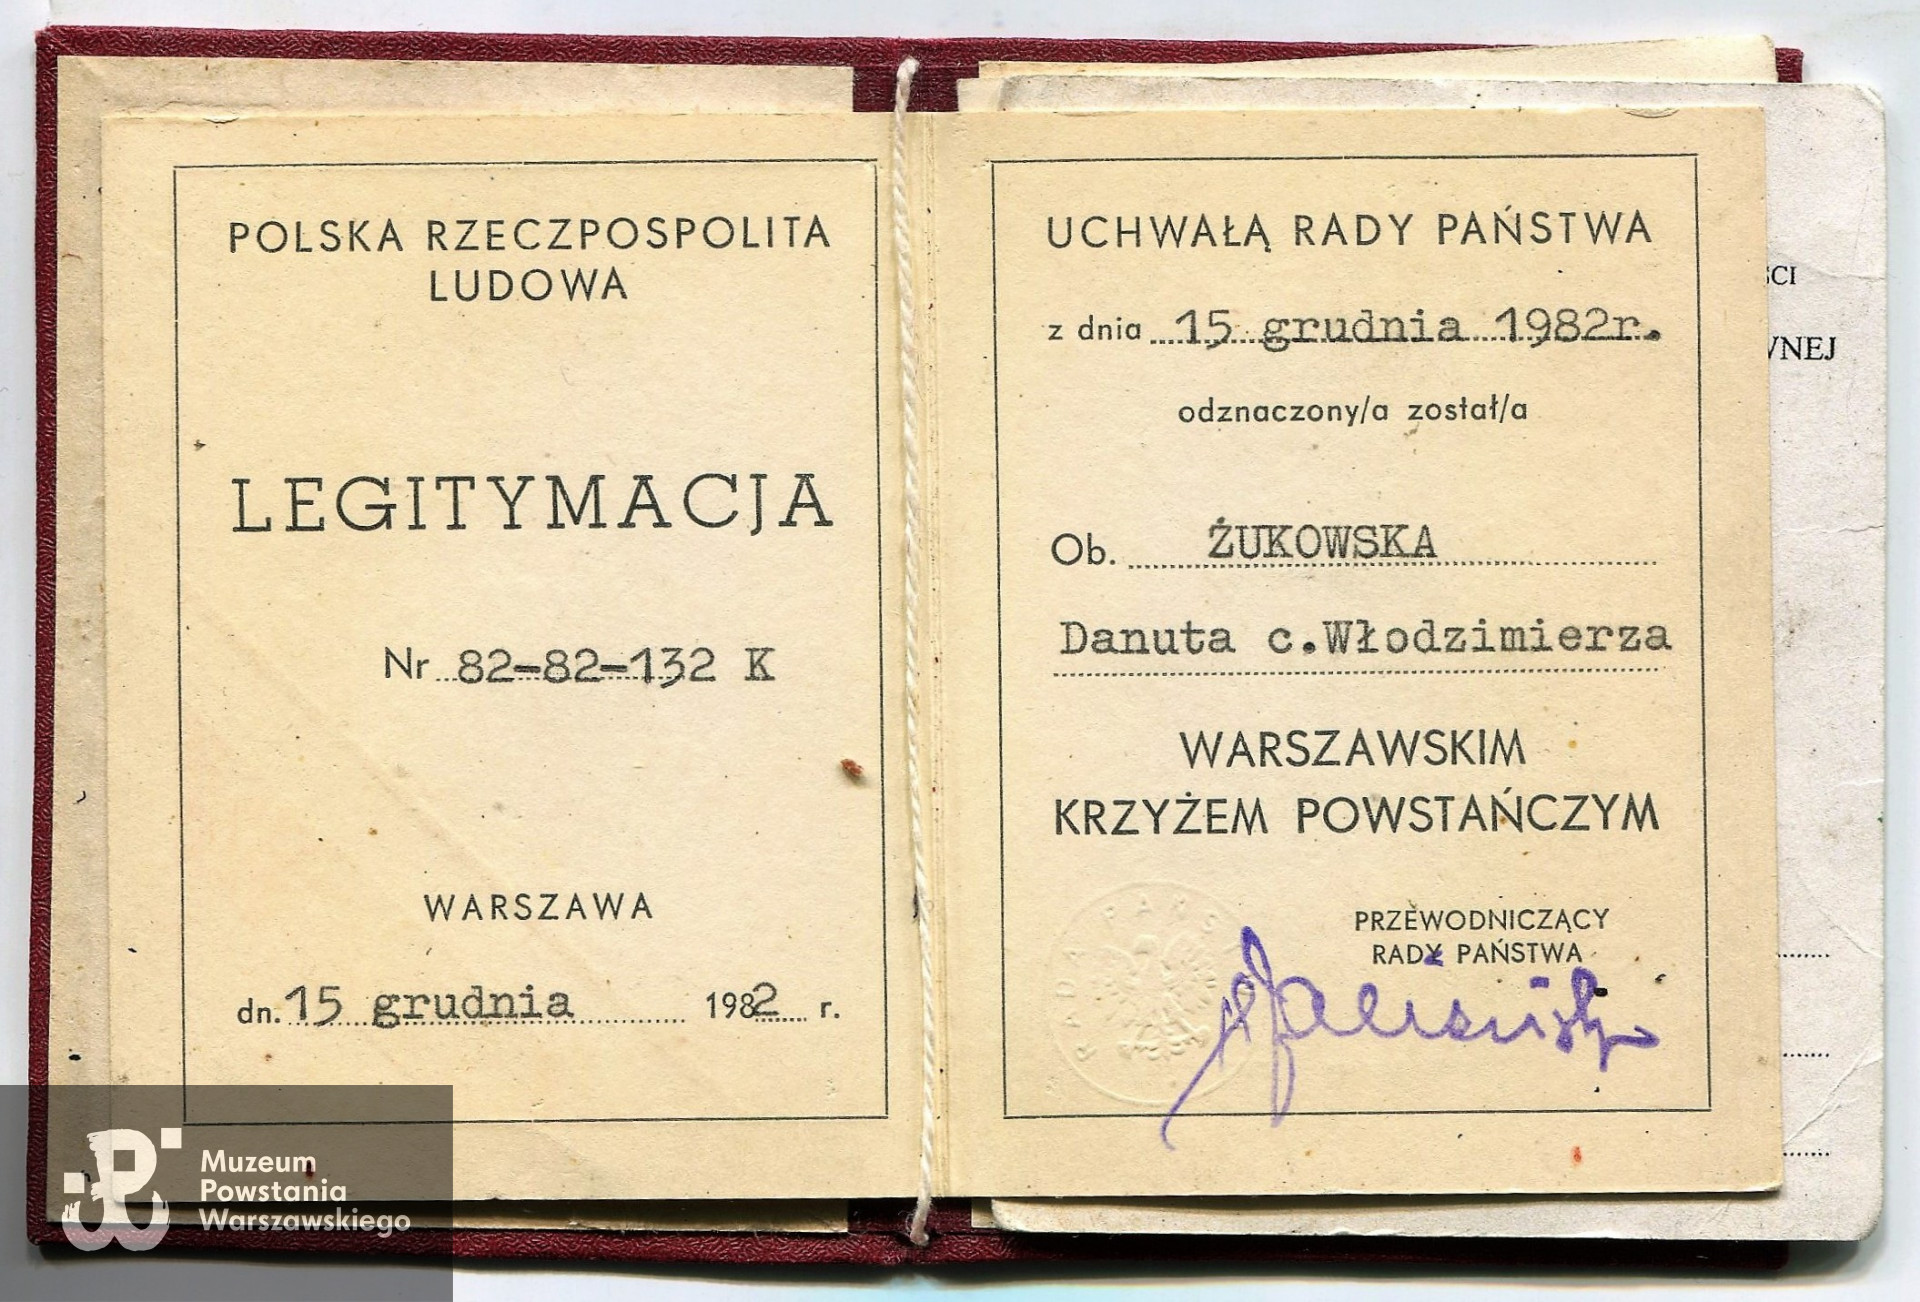 POLSKA RZECZPOSPOLITA
LUDOWA
LEGITYMACJA
Nr 82-82-132 K
WARSZAWA
dn. 15 grudnia 1982 r.
UCHWAŁĄ RADY PAŃSTWA
z dnia 15 grudnia 1982r.
odznaczony/a został/a
Ob. ŻUKOWSKA
Danuta c.Włodzimierza
WARSZAWSKIM
KRZYŻEM POWSTAŃCZYM
PRZEWODNICZĄCY
RADY PAŃSTWA
Muzeum
Powstania
Warszawskiego